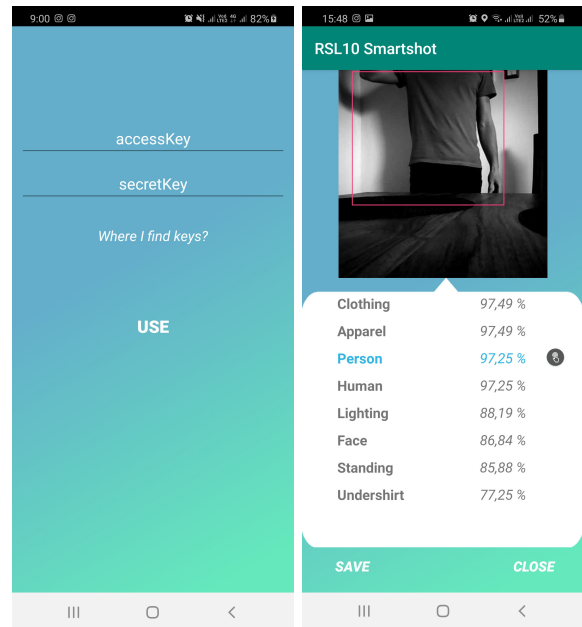 9:00
82%
accessKey
secretKey
Where I find keys?
USE
15:48
52%
RSL10 Smartshot
Clothing 97,49 %
Apparel 97,49 %
Person 97,25 %
Human 97,25 %
Lighting 88,19 %
Face 86,84 %
Standing 85,88 %
Undershirt 77,25 %
SAVE CLOSE